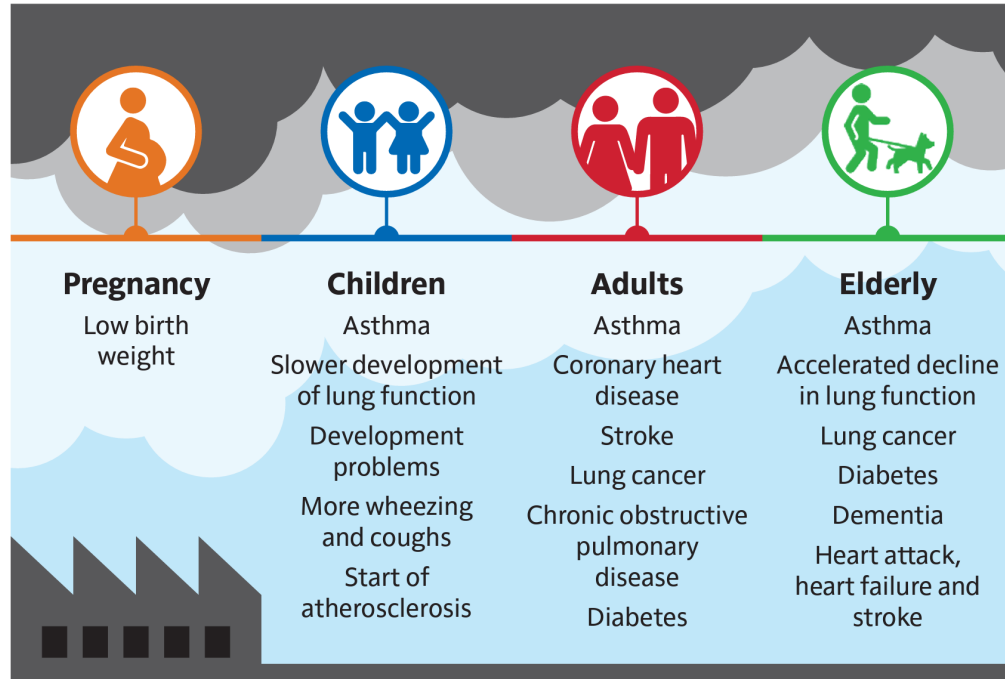 Pregnancy
Low birth
weight
Children
Asthma
Slower development
of lung function
Development
problems
More wheezing
and coughs
Start of
atherosclerosis
Adults
Asthma
Coronary heart
disease
Stroke
Lung cancer
Chronic obstructive
pulmonary
disease
Diabetes
Elderly
Asthma
Accelerated decline
in lung function
Lung cancer
Diabetes
Dementia
Heart attack,
heart failure and
stroke